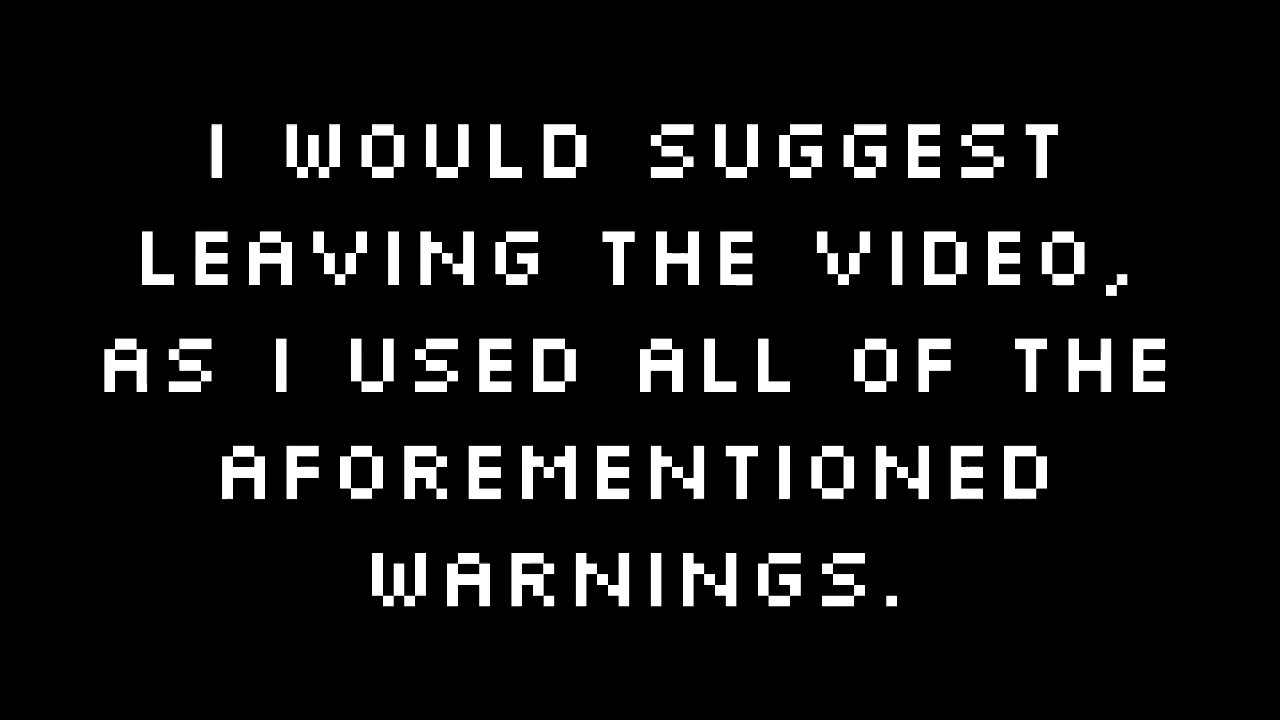 I WOULD SUGGEST
LEAVING THE VIDEO,
AS I USED ALL OF THE
AFOREMENTIONED
WARNINGS.